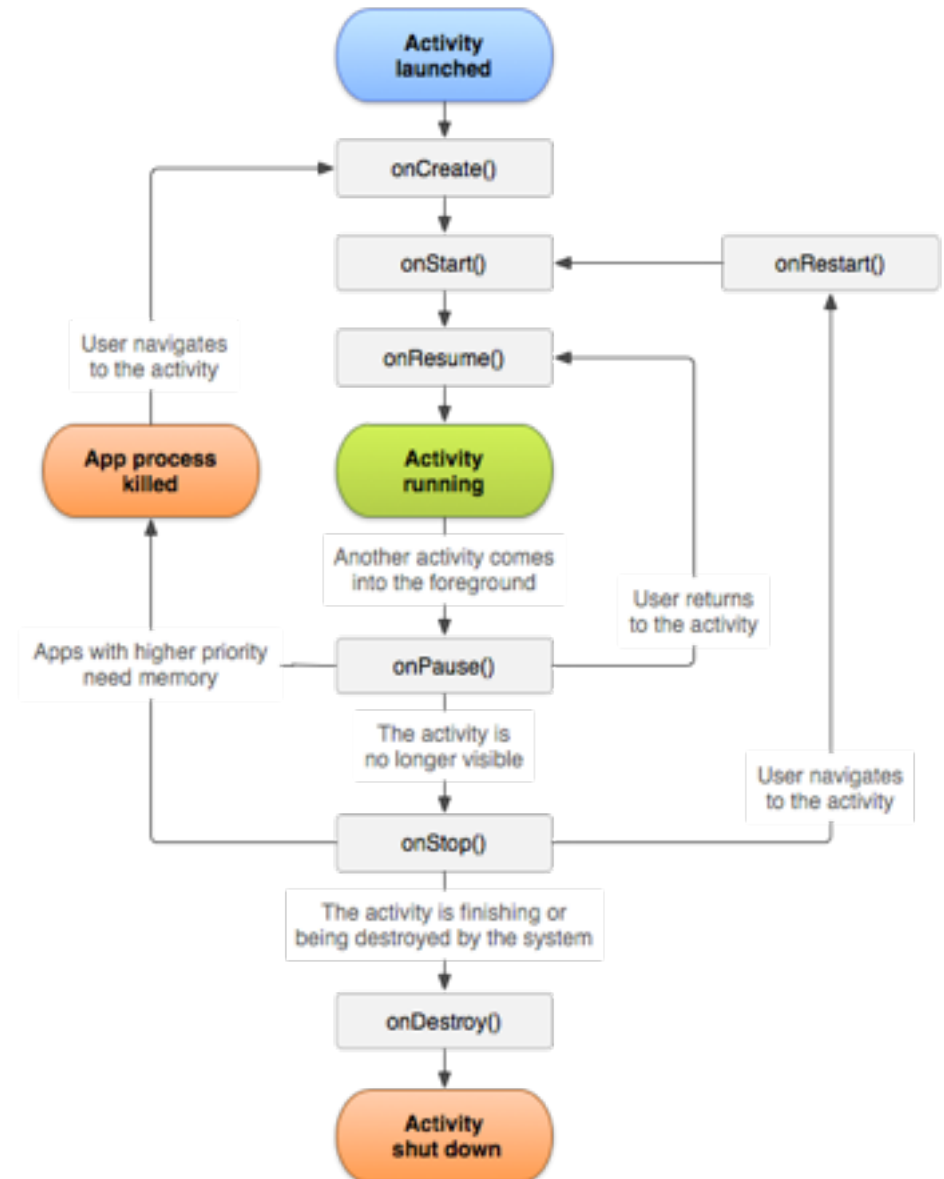 Activity
launched
onCreate()
onStart()
onRestart()
User navigates
to the activity
onResume()
App process
killed
Activity
running
Another activity comes
into the foreground
User returns
to the activity
Apps with higher priority
need memory
onPause()
The activity is
no longer visible
User navigates
to the activity
onStop()
The activity is finishing or
being destroyed by the system
onDestroy()
Activity
shut down